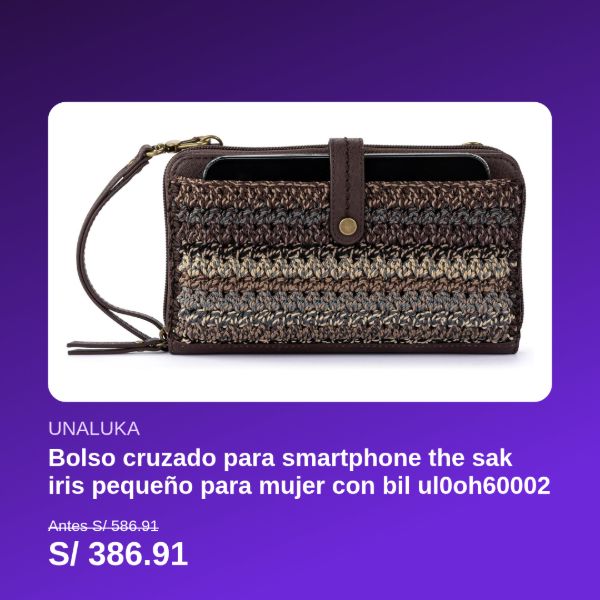 UNALUKA
Bolso cruzado para smartphone the sak
iris pequeño para mujer con bil ul0oh60002
Antes S/ 586.91
S/ 386.91